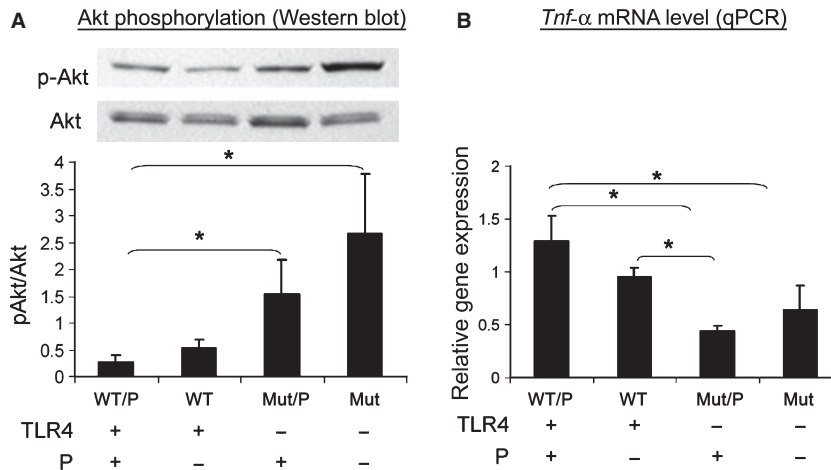 A Akt phosphorylation (Western blot)
p-Akt
Akt
pAkt/Akt
4
3.5
3
2.5
2
1.5
1
0.5
0
*
*
WT/P WT Mut/P Mut
TLR4 + + – –
P + – + –
B Tnf-α mRNA level (qPCR)
Relative gene expression
2
1.5
1
0.5
0
*
*
*
WT/P WT Mut/P Mut
TLR4 + + – –
P + – + –